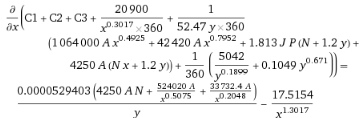 ∂/∂x (C1 + C2 + C3 + 20 900/(x^0.3017 × 360) + 1/(52.47 y × 360)
(1 064 000 A x^0.4925 + 42 420 A x^0.7952 + 1.813 J P (N + 1.2 y) +
4250 A (N x + 1.2 y)) + 1/360 (5042/y^0.1899 + 0.1049 y^0.671)) =
0.0000529403 (4250 A N + 524020 A/x^0.5075 + 33732.4 A/x^0.2048)/y − 17.5154/x^1.3017